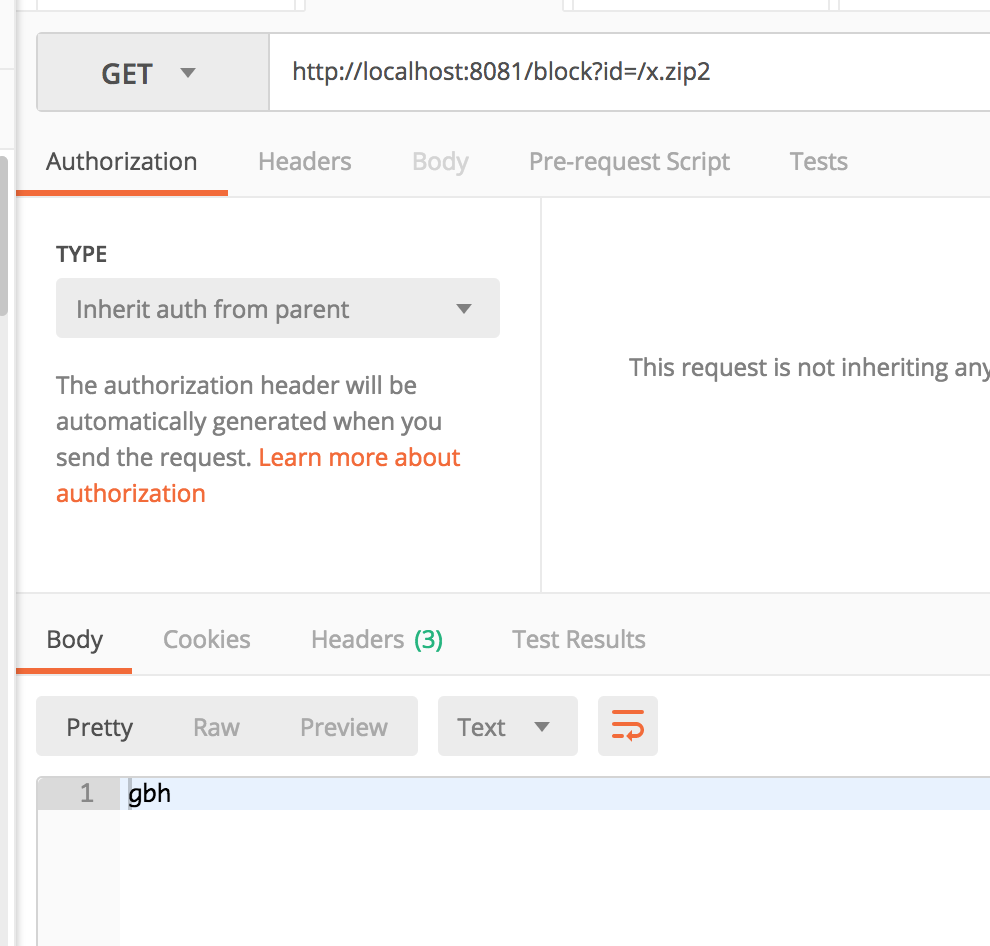 GET http://localhost:8081/block?id=/x.zip2
Authorization Headers Body Pre-request Script Tests
TYPE
Inherit auth from parent
The authorization header will be
automatically generated when you
send the request. Learn more about
authorization
This request is not inheriting any
Body Cookies Headers (3) Test Results
Pretty Raw Preview Text
1 gbh